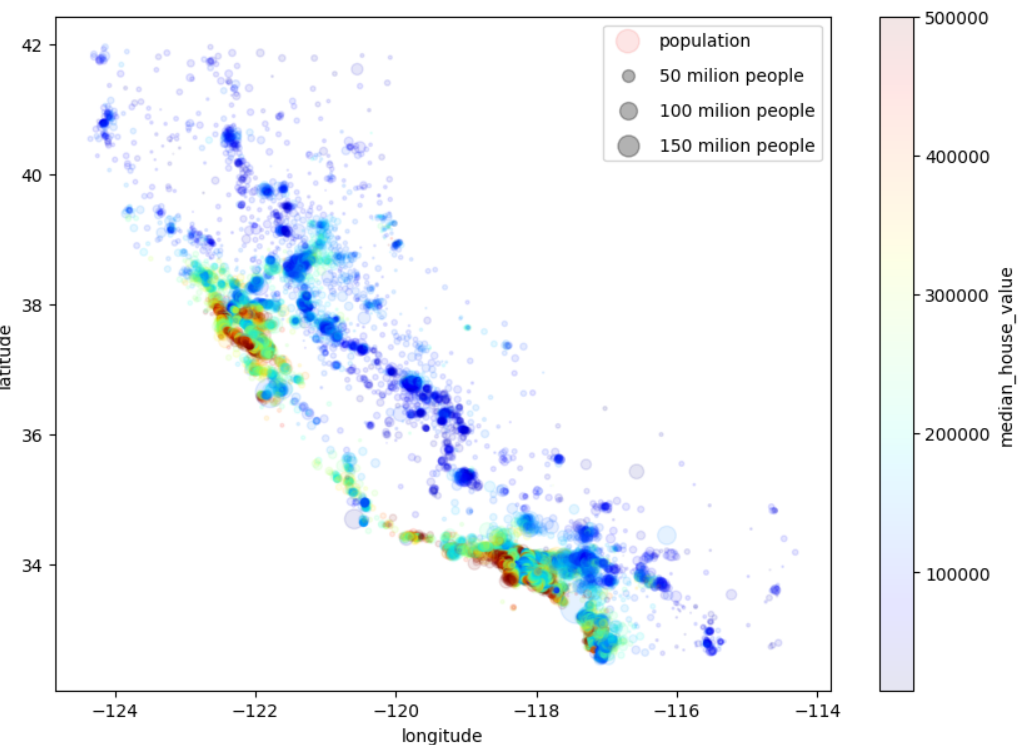 42
40
38
36
34
latitude
−124
−122
−120
−118
−116
−114
longitude
population
50 milion people
100 milion people
150 milion people
500000
400000
300000
200000
100000
median_house_value